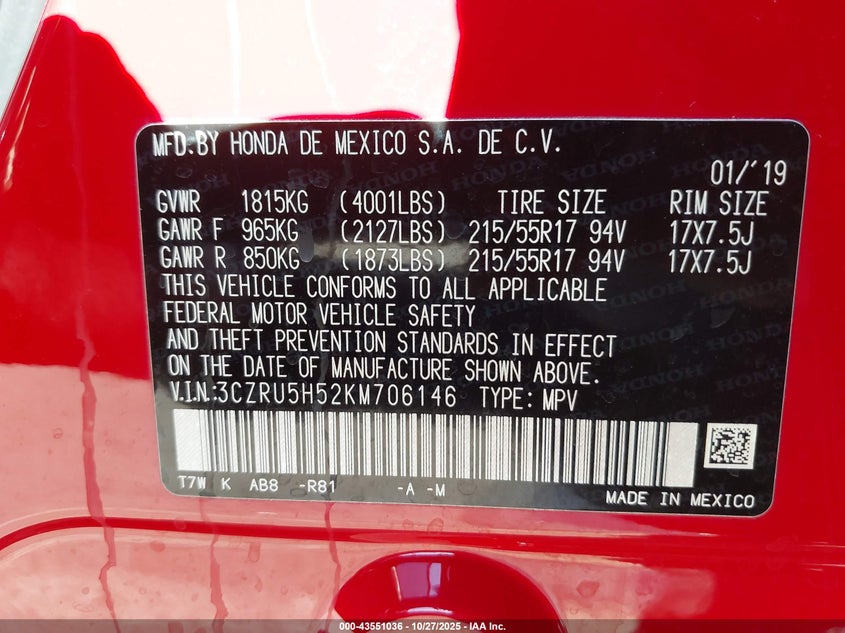 MFD.BY HONDA DE MEXICO S.A. DE C.V.
01/'19
GVWR 1815KG (4001LBS) TIRE SIZE RIM SIZE
GAWR F 965KG (2127LBS) 215/55R17 94V 17X7.5J
GAWR R 850KG (1873LBS) 215/55R17 94V 17X7.5J
THIS VEHICLE CONFORMS TO ALL APPLICABLE
FEDERAL MOTOR VEHICLE SAFETY
AND THEFT PREVENTION STANDARDS IN EFFECT
ON THE DATE OF MANUFACTURE SHOWN ABOVE.
V.I.N:3CZRU5H52KM706146 TYPE: MPV
T7W K AB8 -R81 -A -M
MADE IN MEXICO
000-43551036 - 10/27/2025 - IAA Inc.